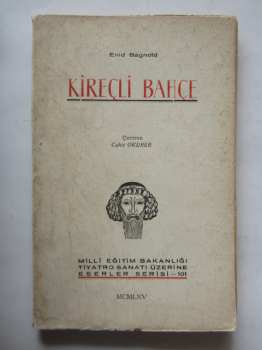 Enid Bagnold
KİREÇLİ BAHÇE
Çeviren
Cahit OKURER
MİLLİ EĞİTİM BAKANLIĞI
TİYATRO SANATI ÜZERİNE
ESERLER SERİSİ—101
MCMLXV